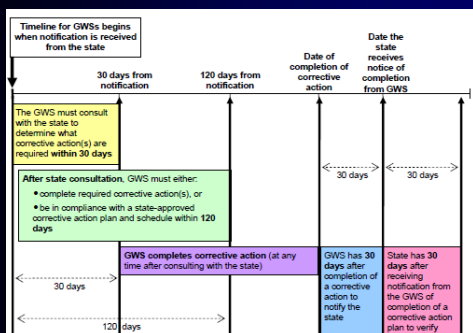 Timeline for GWSs begins
when notification is received
from the state
30 days from
notification
120 days from
notification
Date of
completion of
corrective
action
Date the
state
receives
notice of
completion
from GWS
The GWS must consult
with the state to
determine what
corrective action(s) are
required within 30 days
30 days
30 days
After state consultation, GWS must either:
• complete required corrective action(s), or
• be in compliance with a state-approved
corrective action plan and schedule within 120
days
GWS completes corrective action (at any
time after consulting with the state)
GWS has 30
days after
completion of
a corrective
action to
notify the
state
State has 30
days after
receiving
notification
from the GWS
of completion of
a corrective
action
plan to verify
30 days
120 days